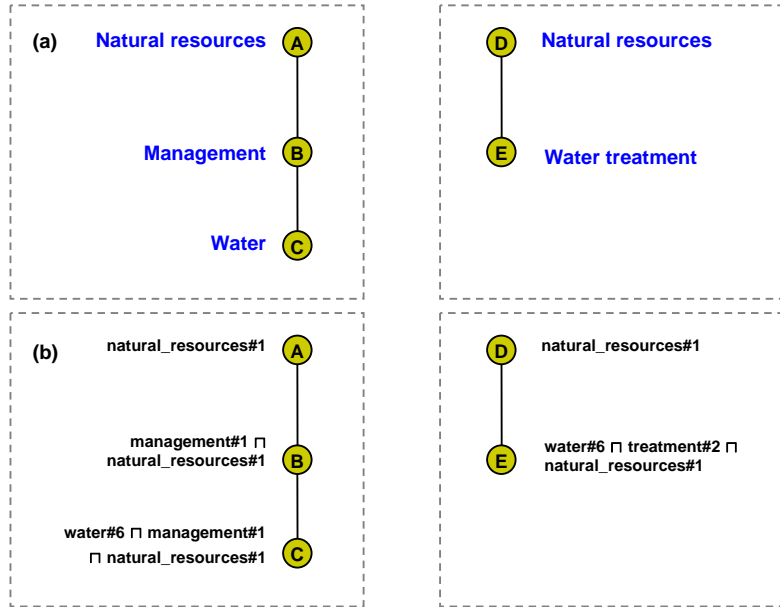 (a)
Natural resources
A
Management
B
Water
C
D
Natural resources
E
Water treatment
(b)
natural_resources#1
A
management#1 ⊓
natural_resources#1
B
water#6 ⊓ management#1
⊓ natural_resources#1
C
D
natural_resources#1
E
water#6 ⊓ treatment#2 ⊓
natural_resources#1